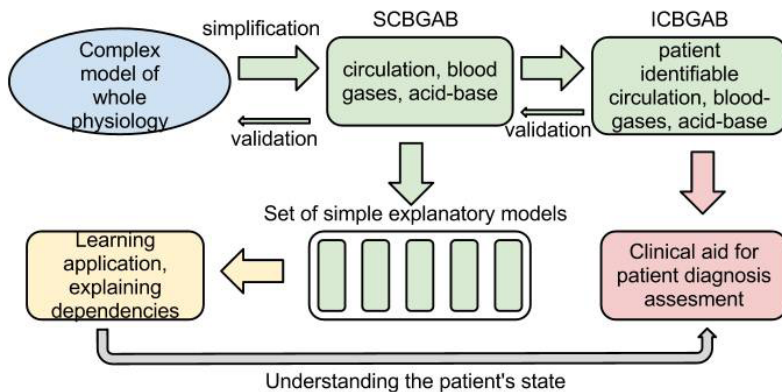 SCBGAB
ICBGAB
simplification
Complex
model of
whole
physiology
circulation, blood
gases, acid-base
patient
identifiable
circulation, blood-
gases, acid-base
validation
validation
Set of simple explanatory models
Learning
application,
explaining
dependencies
Clinical aid for
patient diagnosis
assesment
Understanding the patient's state